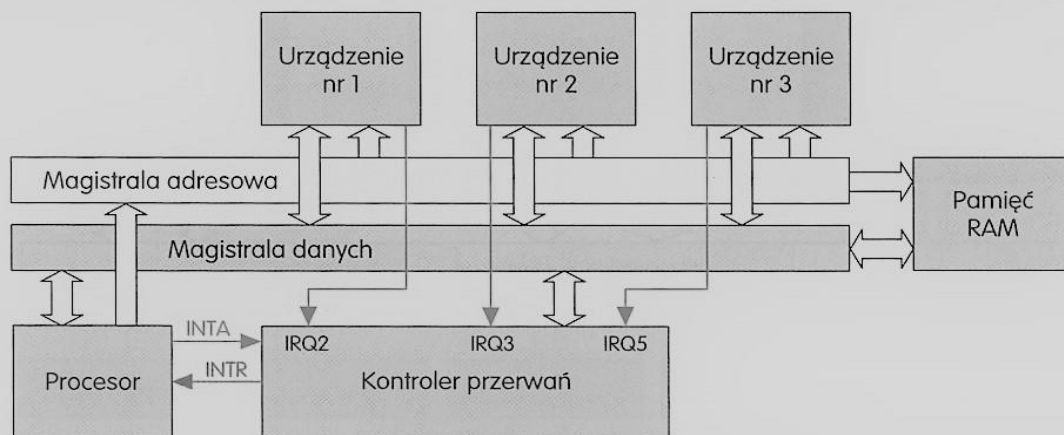 Urządzenie
nr 1
Urządzenie
nr 2
Urządzenie
nr 3
Magistrala adresowa
Pamięć
RAM
Magistrala danych
INTA
INTR
IRQ2
IRQ3
IRQ5
Procesor
Kontroler przerwań